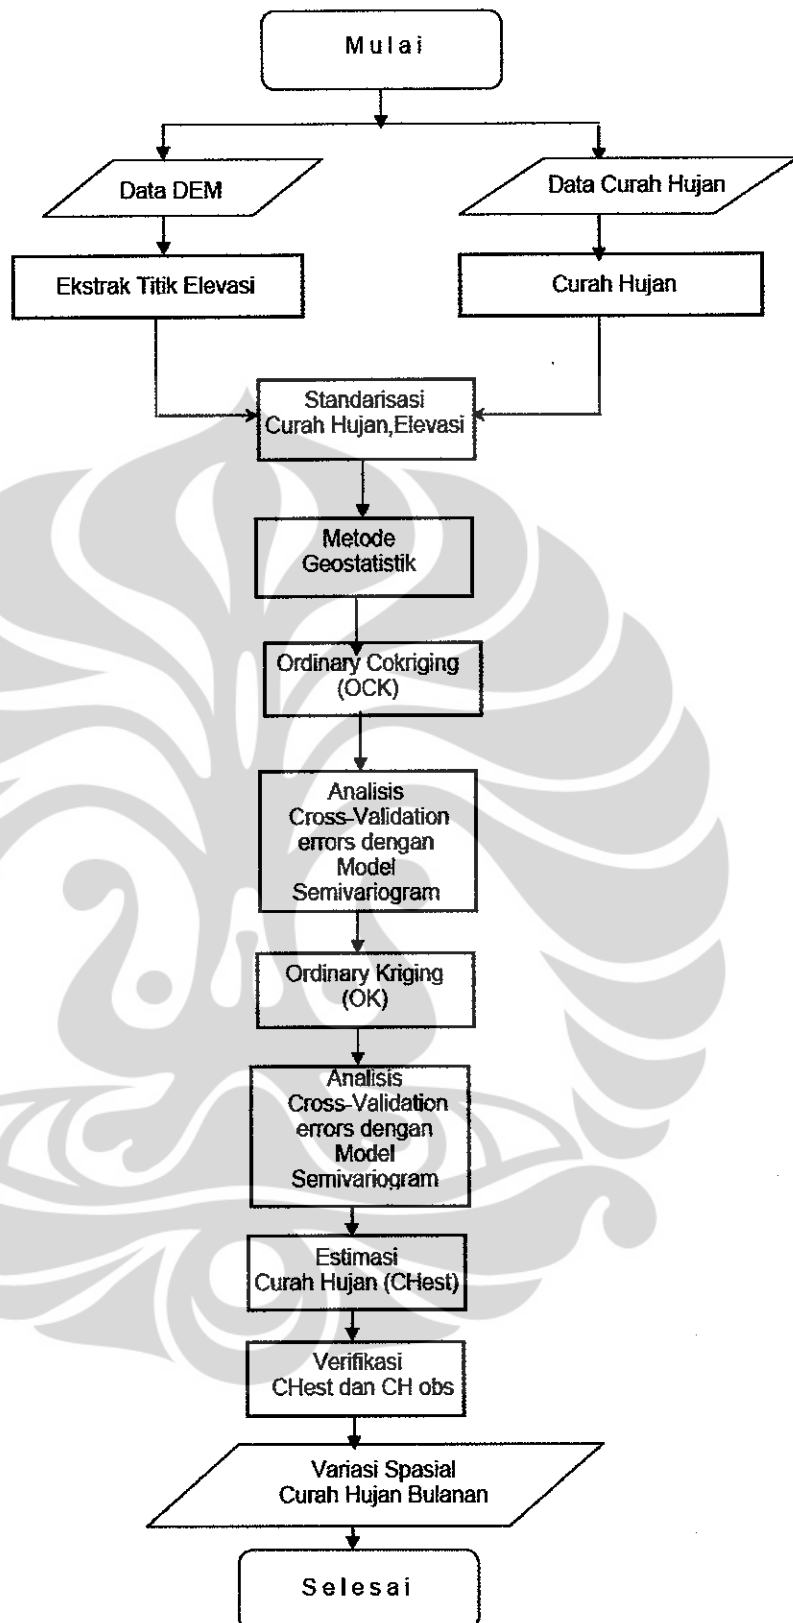 Mulai
Data DEM
Data Curah Hujan
Ekstrak Titik Elevasi
Curah Hujan
Standarisasi
Curah Hujan,Elevasi
Metode
Geostatistik
Ordinary Cokriging
(OCK)
Analisis
Cross-Validation
errors dengan
Model
Semivariogram
Ordinary Kriging
(OK)
Analisis
Cross-Validation
errors dengan
Model
Semivariogram
Estimasi
Curah Hujan (CHest)
Verifikasi
CHest dan CH obs
Variasi Spasial
Curah Hujan Bulanan
Selesai